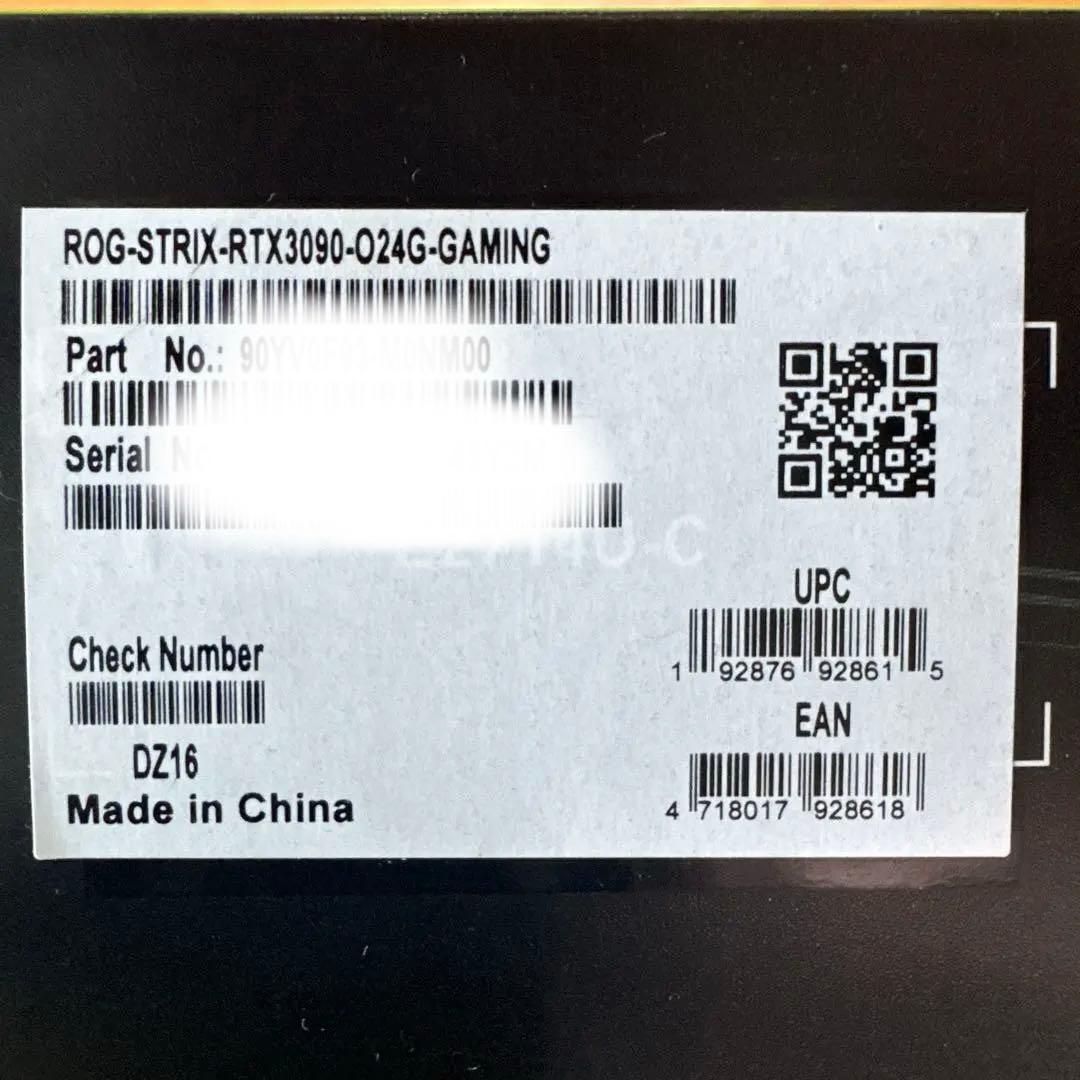 ROG-STRIX-RTX3090-O24G-GAMING
Part No.:
Serial
UPC
1 92876 92861 5
Check Number
EAN
DZ16
4 718017 928618
Made in China